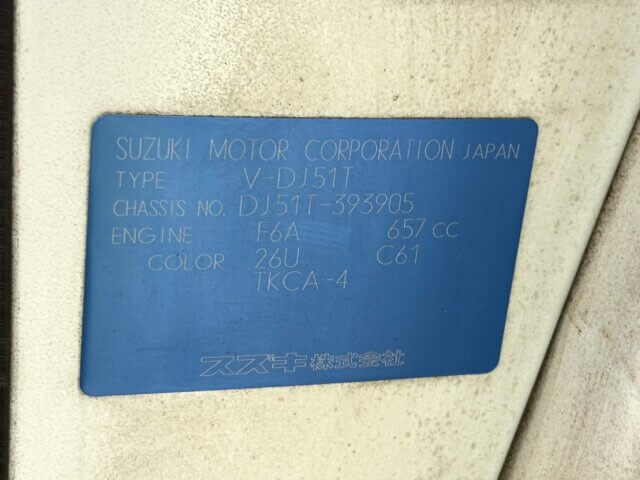 SUZUKI MOTOR CORPORATION JAPAN
TYPE V-DJ51T
CHASSIS NO. DJ51T-393905
ENGINE F6A 657 CC
COLOR 26U C61
TKCA-4
スズキ株式会社